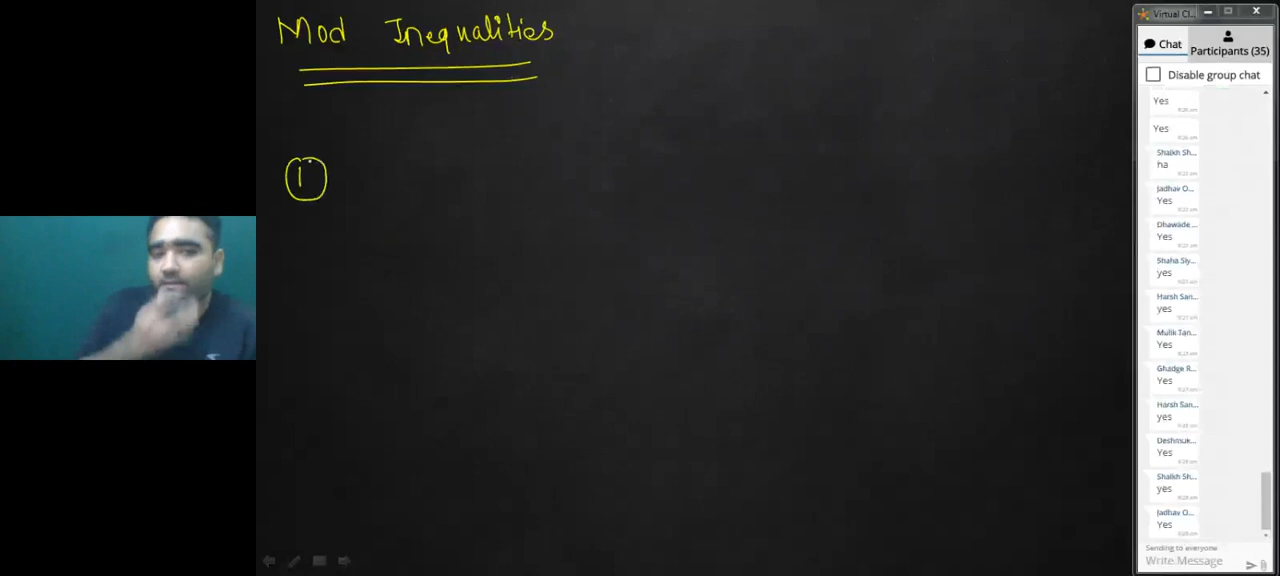 Mod Inequalities
1
Virtual Cl...
Chat
Participants (35)
Disable group chat
Yes
Yes
Shaikh Sh...
ha
Jadhav O...
Yes
Dhawade ...
Yes
Shaha Siy...
yes
Harsh San...
yes
Mulik Tan...
Yes
Ghadge R...
Yes
Harsh San...
yes
Deshmuk...
Yes
Shaikh Sh...
yes
Jadhav O...
Yes
Sending to everyone
Write Message